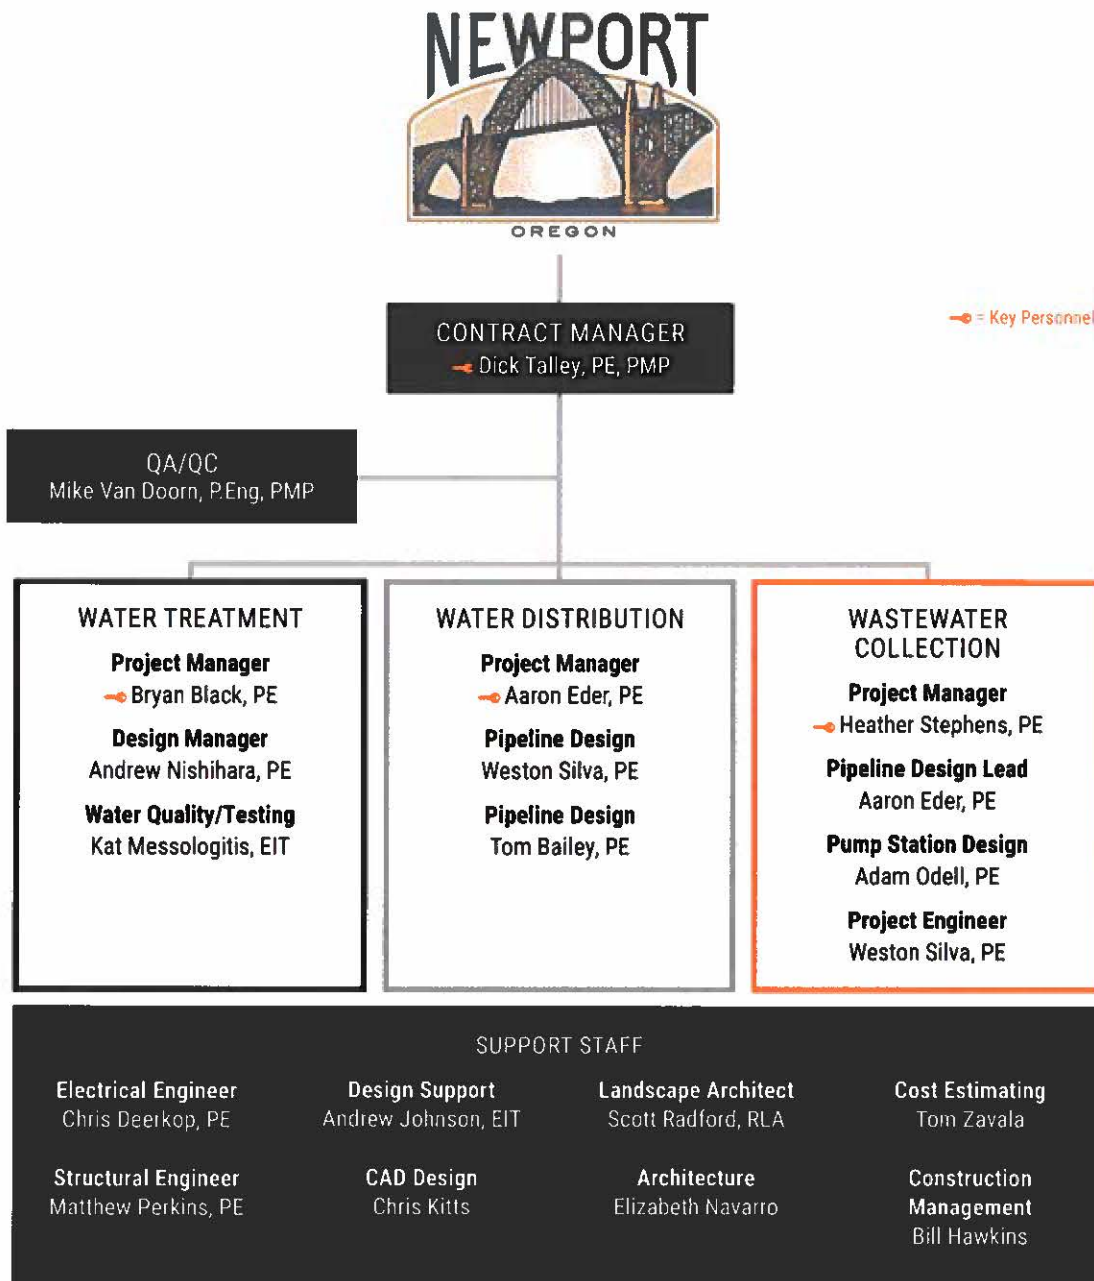 NEWPORT
OREGON
CONTRACT MANAGER
Dick Talley, PE, PMP
= Key Personnel
QA/QC
Mike Van Doorn, P.Eng, PMP
WATER TREATMENT
Project Manager
Bryan Black, PE
Design Manager
Andrew Nishihara, PE
Water Quality/Testing
Kat Messologitis, EIT
WATER DISTRIBUTION
Project Manager
Aaron Eder, PE
Pipeline Design
Weston Silva, PE
Pipeline Design
Tom Bailey, PE
WASTEWATER
COLLECTION
Project Manager
Heather Stephens, PE
Pipeline Design Lead
Aaron Eder, PE
Pump Station Design
Adam Odell, PE
Project Engineer
Weston Silva, PE
SUPPORT STAFF
Electrical Engineer
Chris Deerkop, PE
Design Support
Andrew Johnson, EIT
Landscape Architect
Scott Radford, RLA
Cost Estimating
Tom Zavala
Structural Engineer
Matthew Perkins, PE
CAD Design
Chris Kitts
Architecture
Elizabeth Navarro
Construction
Management
Bill Hawkins